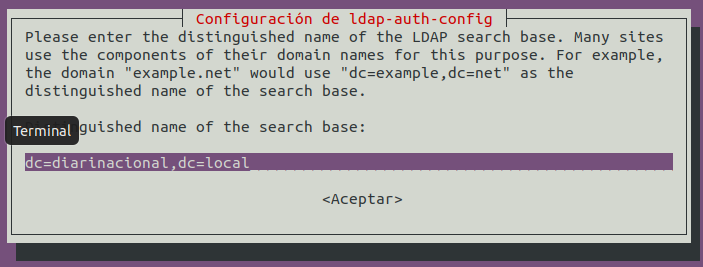 Configuración de ldap-auth-config
Please enter the distinguished name of the LDAP search base. Many sites
use the components of their domain names for this purpose. For example,
the domain "example.net" would use "dc=example,dc=net" as the
distinguished name of the search base.
Terminal
guished name of the search base:
dc=diarinacional,dc=local
<Aceptar>